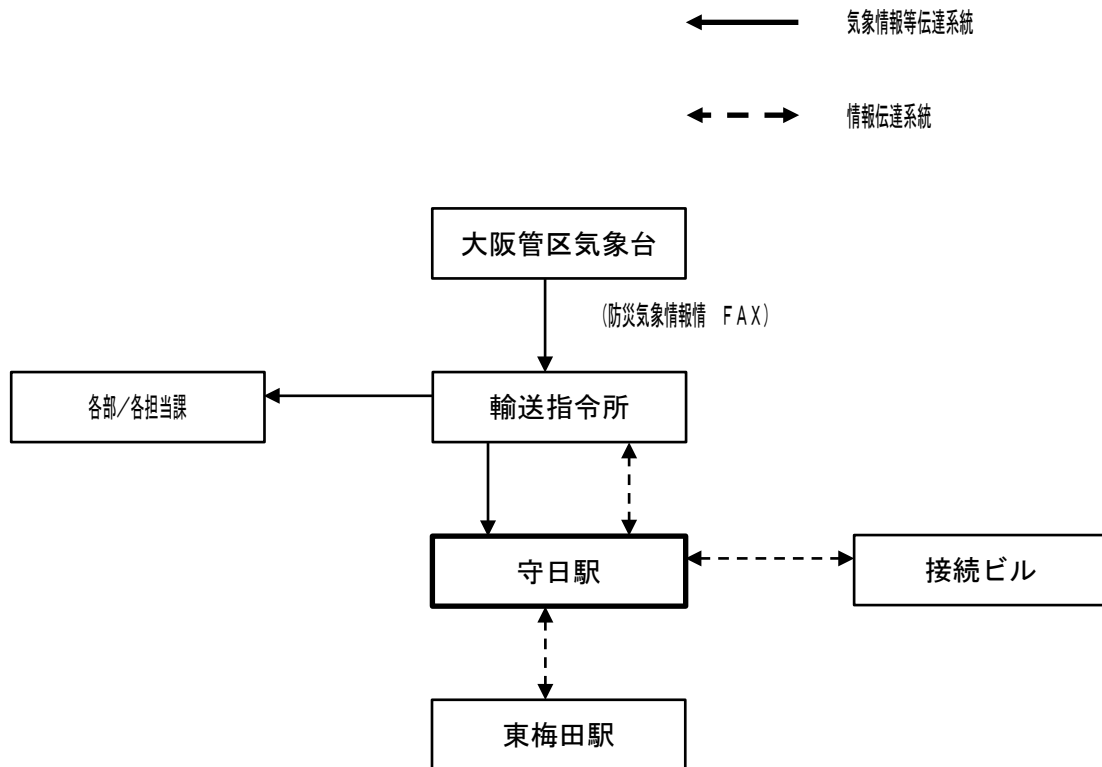 気象情報等伝達系統
情報伝達系統
大阪管区気象台
(防災気象情報情　ＦＡＸ)
各部／各担当課
輸送指令所
守日駅
接続ビル
東梅田駅